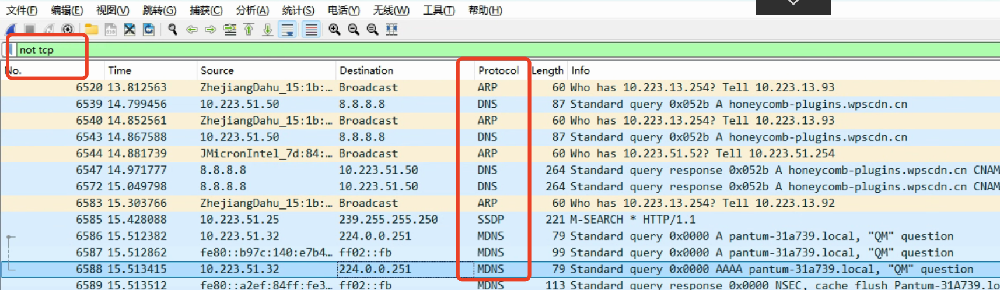 文件(F) 编辑(E) 视图(V) 跳转(G) 捕获(C) 分析(A) 统计(S) 电话(Y) 无线(W) 工具(T) 帮助(H)
not tcp
No. Time Source Destination Protocol Length Info
6520 13.812563 ZhejiangDahu_15:1b:… Broadcast ARP 60 Who has 10.223.13.254? Tell 10.223.13.93
6539 14.799456 10.223.51.50 8.8.8.8 DNS 87 Standard query 0x052b A honeycomb-plugins.wpscdn.cn
6540 14.852561 ZhejiangDahu_15:1b:… Broadcast ARP 60 Who has 10.223.13.254? Tell 10.223.13.93
6543 14.867588 10.223.51.50 8.8.8.8 DNS 87 Standard query 0x052b A honeycomb-plugins.wpscdn.cn
6544 14.881739 JMicronIntel_7d:84:… Broadcast ARP 60 Who has 10.223.51.52? Tell 10.223.51.254
6547 14.971777 8.8.8.8 10.223.51.50 DNS 264 Standard query response 0x052b A honeycomb-plugins.wpscdn.cn CNAM
6572 15.049798 8.8.8.8 10.223.51.50 DNS 264 Standard query response 0x052b A honeycomb-plugins.wpscdn.cn CNAM
6583 15.303766 ZhejiangDahu_15:1b:… Broadcast ARP 60 Who has 10.223.13.254? Tell 10.223.13.92
6585 15.428088 10.223.51.25 239.255.255.250 SSDP 221 M-SEARCH * HTTP/1.1
6586 15.512382 10.223.51.32 224.0.0.251 MDNS 79 Standard query 0x0000 A pantum-31a739.local, "QM" question
6587 15.512862 fe80::b97c:140:e7b4… ff02::fb MDNS 99 Standard query 0x0000 A pantum-31a739.local, "QM" question
6588 15.513415 10.223.51.32 224.0.0.251 MDNS 79 Standard query 0x0000 AAAA pantum-31a739.local, "QM" question
6589 15.513512 fe80::a2ef:84ff:fe3… ff02::fb MDNS 113 Standard query response 0x0000 NSEC, cache flush Pantum-31A739.lo